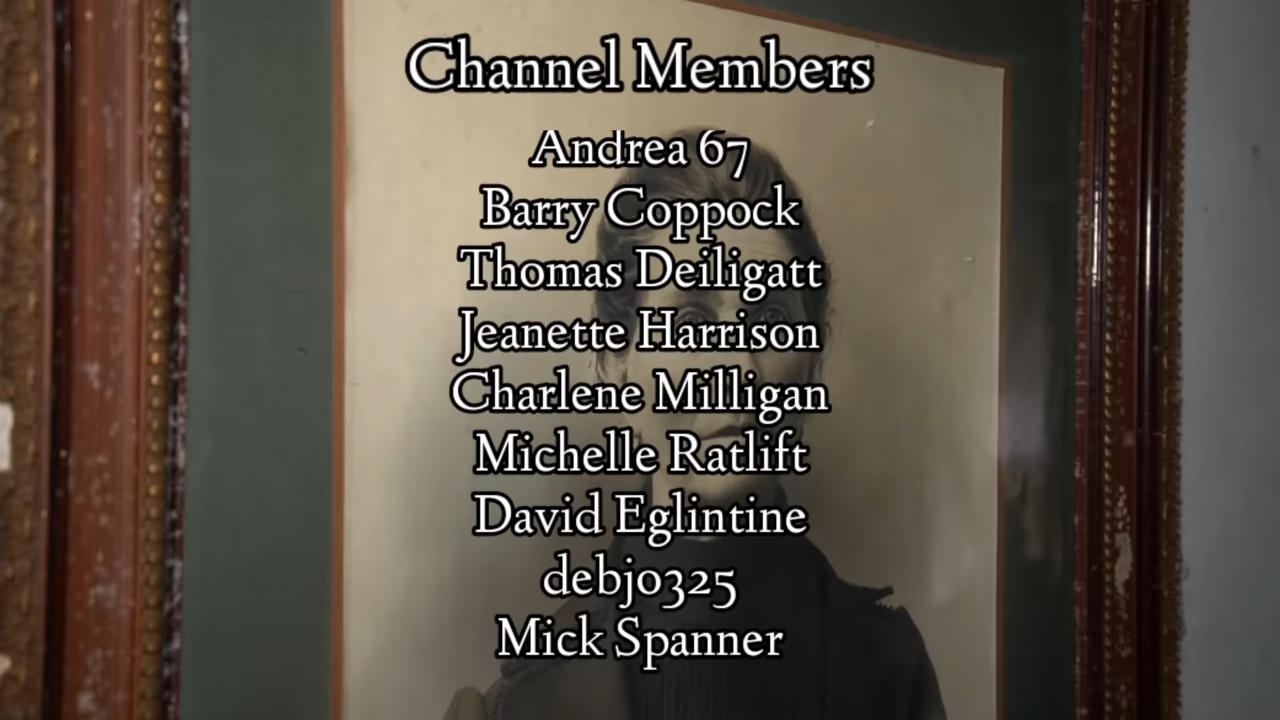 Channel Members
Andrea 67
Barry Coppock
Thomas Deiligatt
Jeanette Harrison
Charlene Milligan
Michelle Ratlift
David Eglintine
debjo325
Mick Spanner